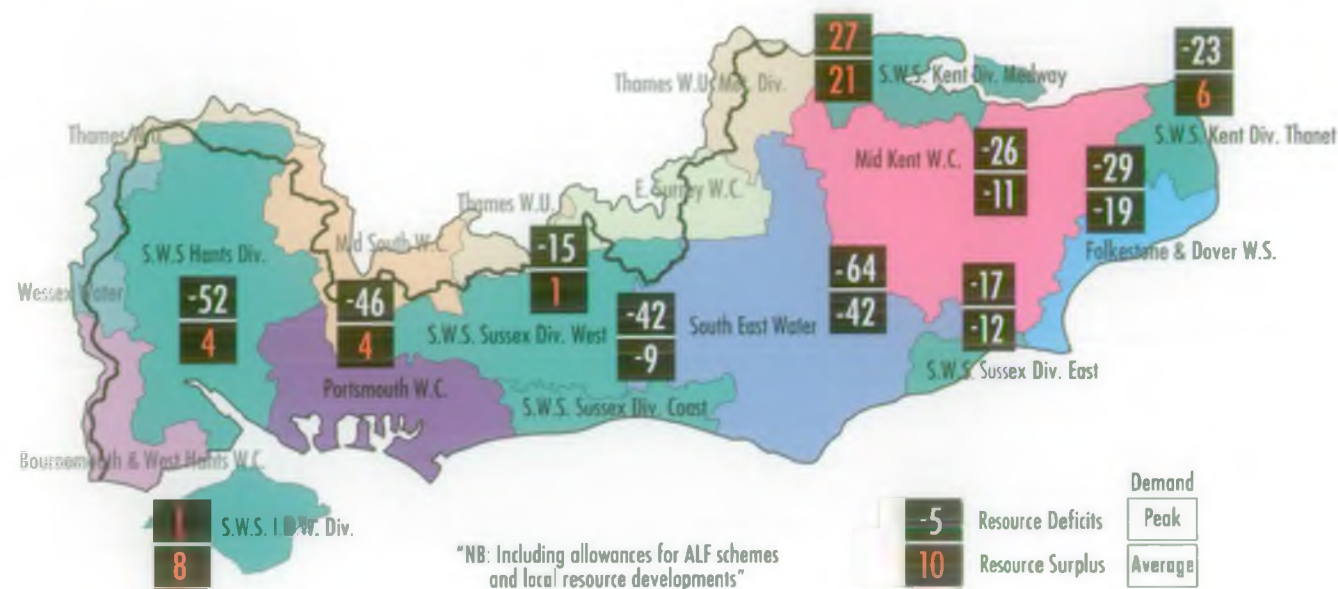 27
21
-23
6
Thames W.U. Met. Div.
S.W.S. Kent Div. Medway
Thames W.U.
S.W.S. Kent Div. Thanet
Mid Kent W.C.
-26
-11
-29
-19
E. Surrey W.C.
Thames W.U.
Mid South W.C.
S.W.S Hants Div.
Folkestone & Dover W.S.
-15
1
-64
-42
Wessex Water
-52
4
-46
4
-17
-12
-42
-9
South East Water
S.W.S. Sussex Div. West
S.W.S. Sussex Div. East
Portsmouth W.C.
S.W.S. Sussex Div. Coast
Bournemouth & West Hants W.C.
1
8
S.W.S. I.O.W. Div.
"NB: Including allowances for ALF schemes
and local resource developments"
-5 Resource Deficits
10 Resource Surplus
Demand
Peak
Average